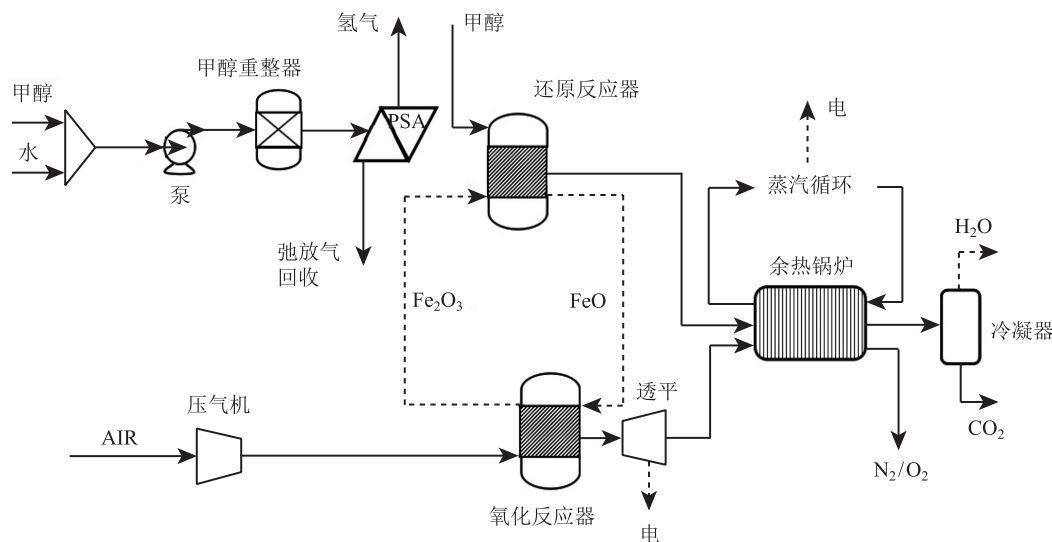 氢气
甲醇
甲醇重整器
还原反应器
甲醇
PSA
电
水
蒸汽循环
泵
H₂O
弛放气
回收
余热锅炉
Fe₂O₃
FeO
冷凝器
压气机
透平
CO₂
AIR
N₂/O₂
氧化反应器
电